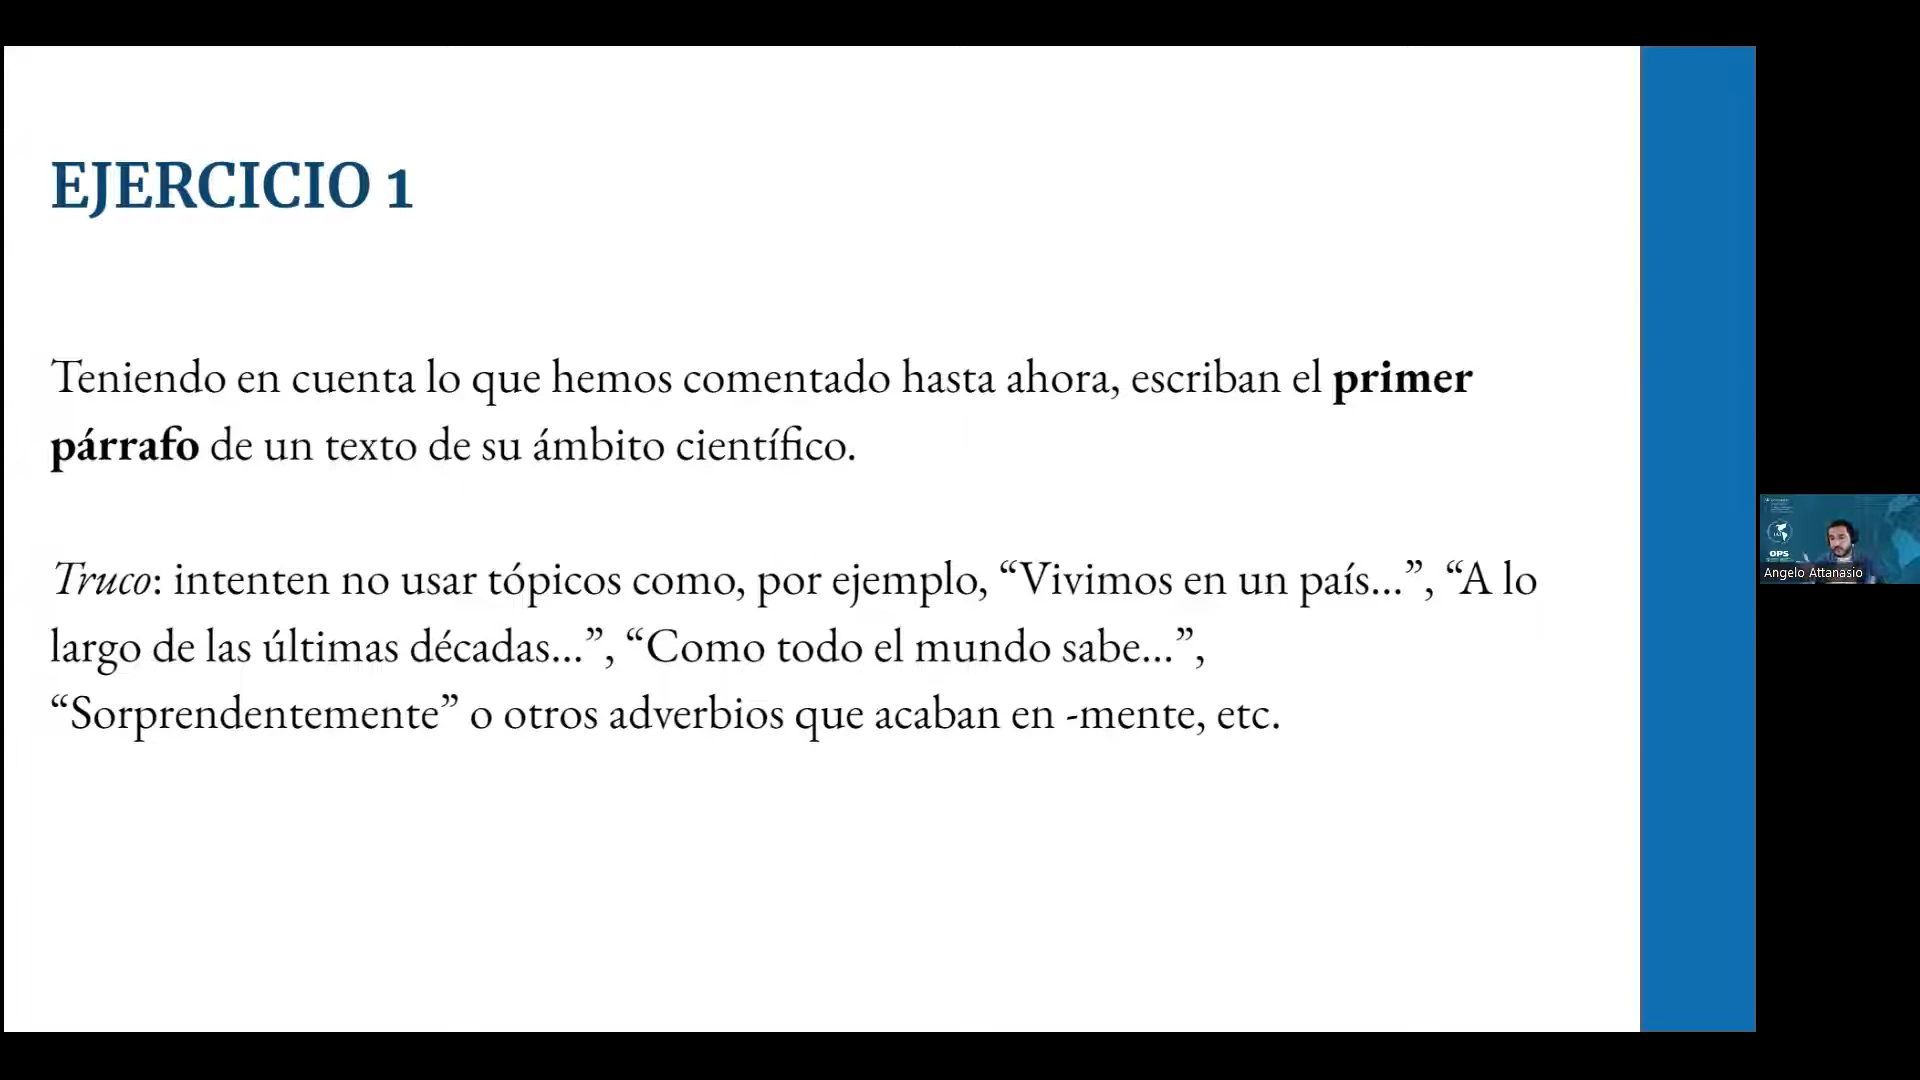 EJERCICIO 1
Teniendo en cuenta lo que hemos comentado hasta ahora, escriban el primer
párrafo de un texto de su ámbito científico.
Truco: intenten no usar tópicos como, por ejemplo, “Vivimos en un país...”, “A lo
largo de las últimas décadas...”, “Como todo el mundo sabe...”,
“Sorprendentemente” o otros adverbios que acaban en -mente, etc.
OPS
Angelo Attanasio